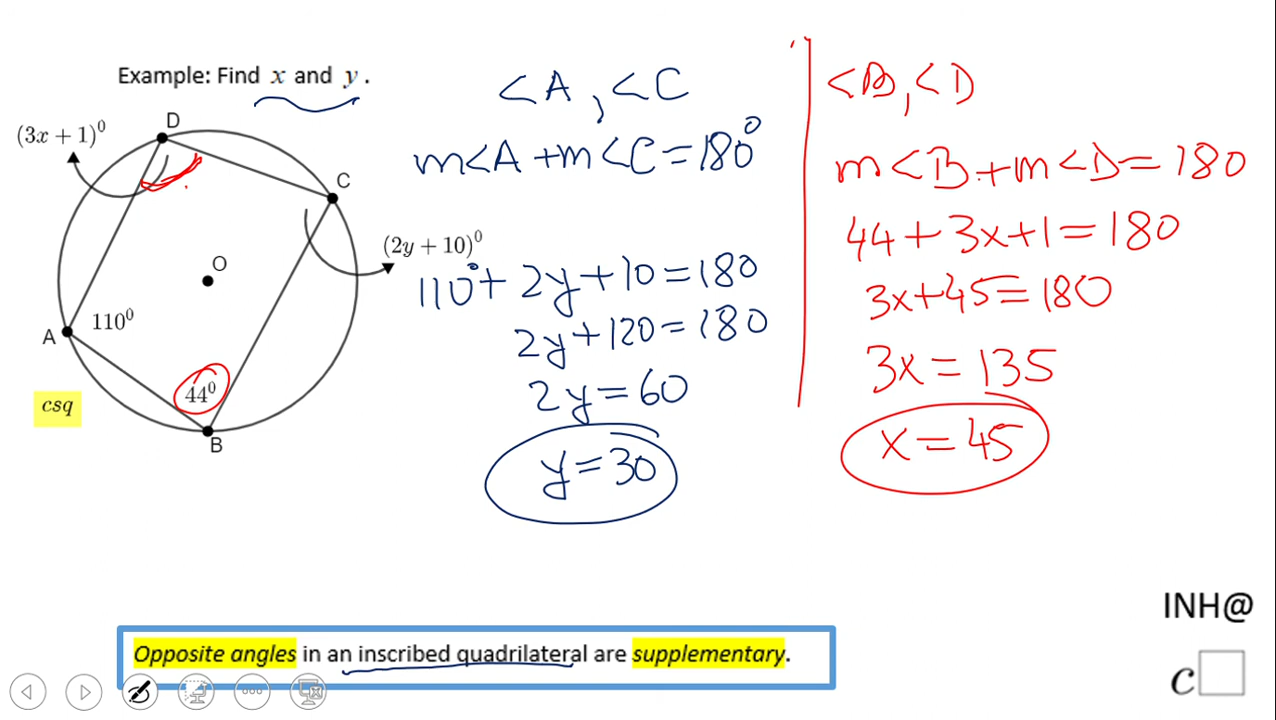 Example: Find x and y.
D
(3x + 1)⁰
C
(2y + 10)⁰
O
A
110⁰
44⁰
csq
B
<A, <C
m<A + m<C = 180⁰
110⁰ + 2y + 10 = 180
2y + 120 = 180
2y = 60
y = 30
<B, <D
m<B + m<D = 180
44 + 3x + 1 = 180
3x + 45 = 180
3x = 135
x = 45
Opposite angles in an inscribed quadrilateral are supplementary.
INH@
c